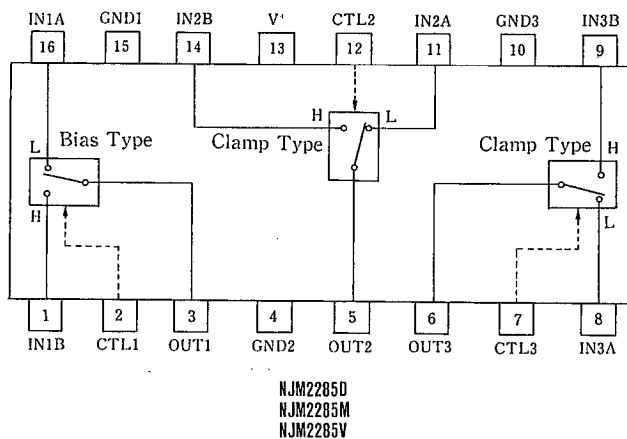 IN1A GND1 IN2B V+ CTL2 IN2A GND3 IN3B
16 15 14 13 12 11 10 9
H L
L Bias Type Clamp Type Clamp Type H
H L
1 2 3 4 5 6 7 8
IN1B CTL1 OUT1 GND2 OUT2 OUT3 CTL3 IN3A
NJM2285D
NJM2285M
NJM2285V